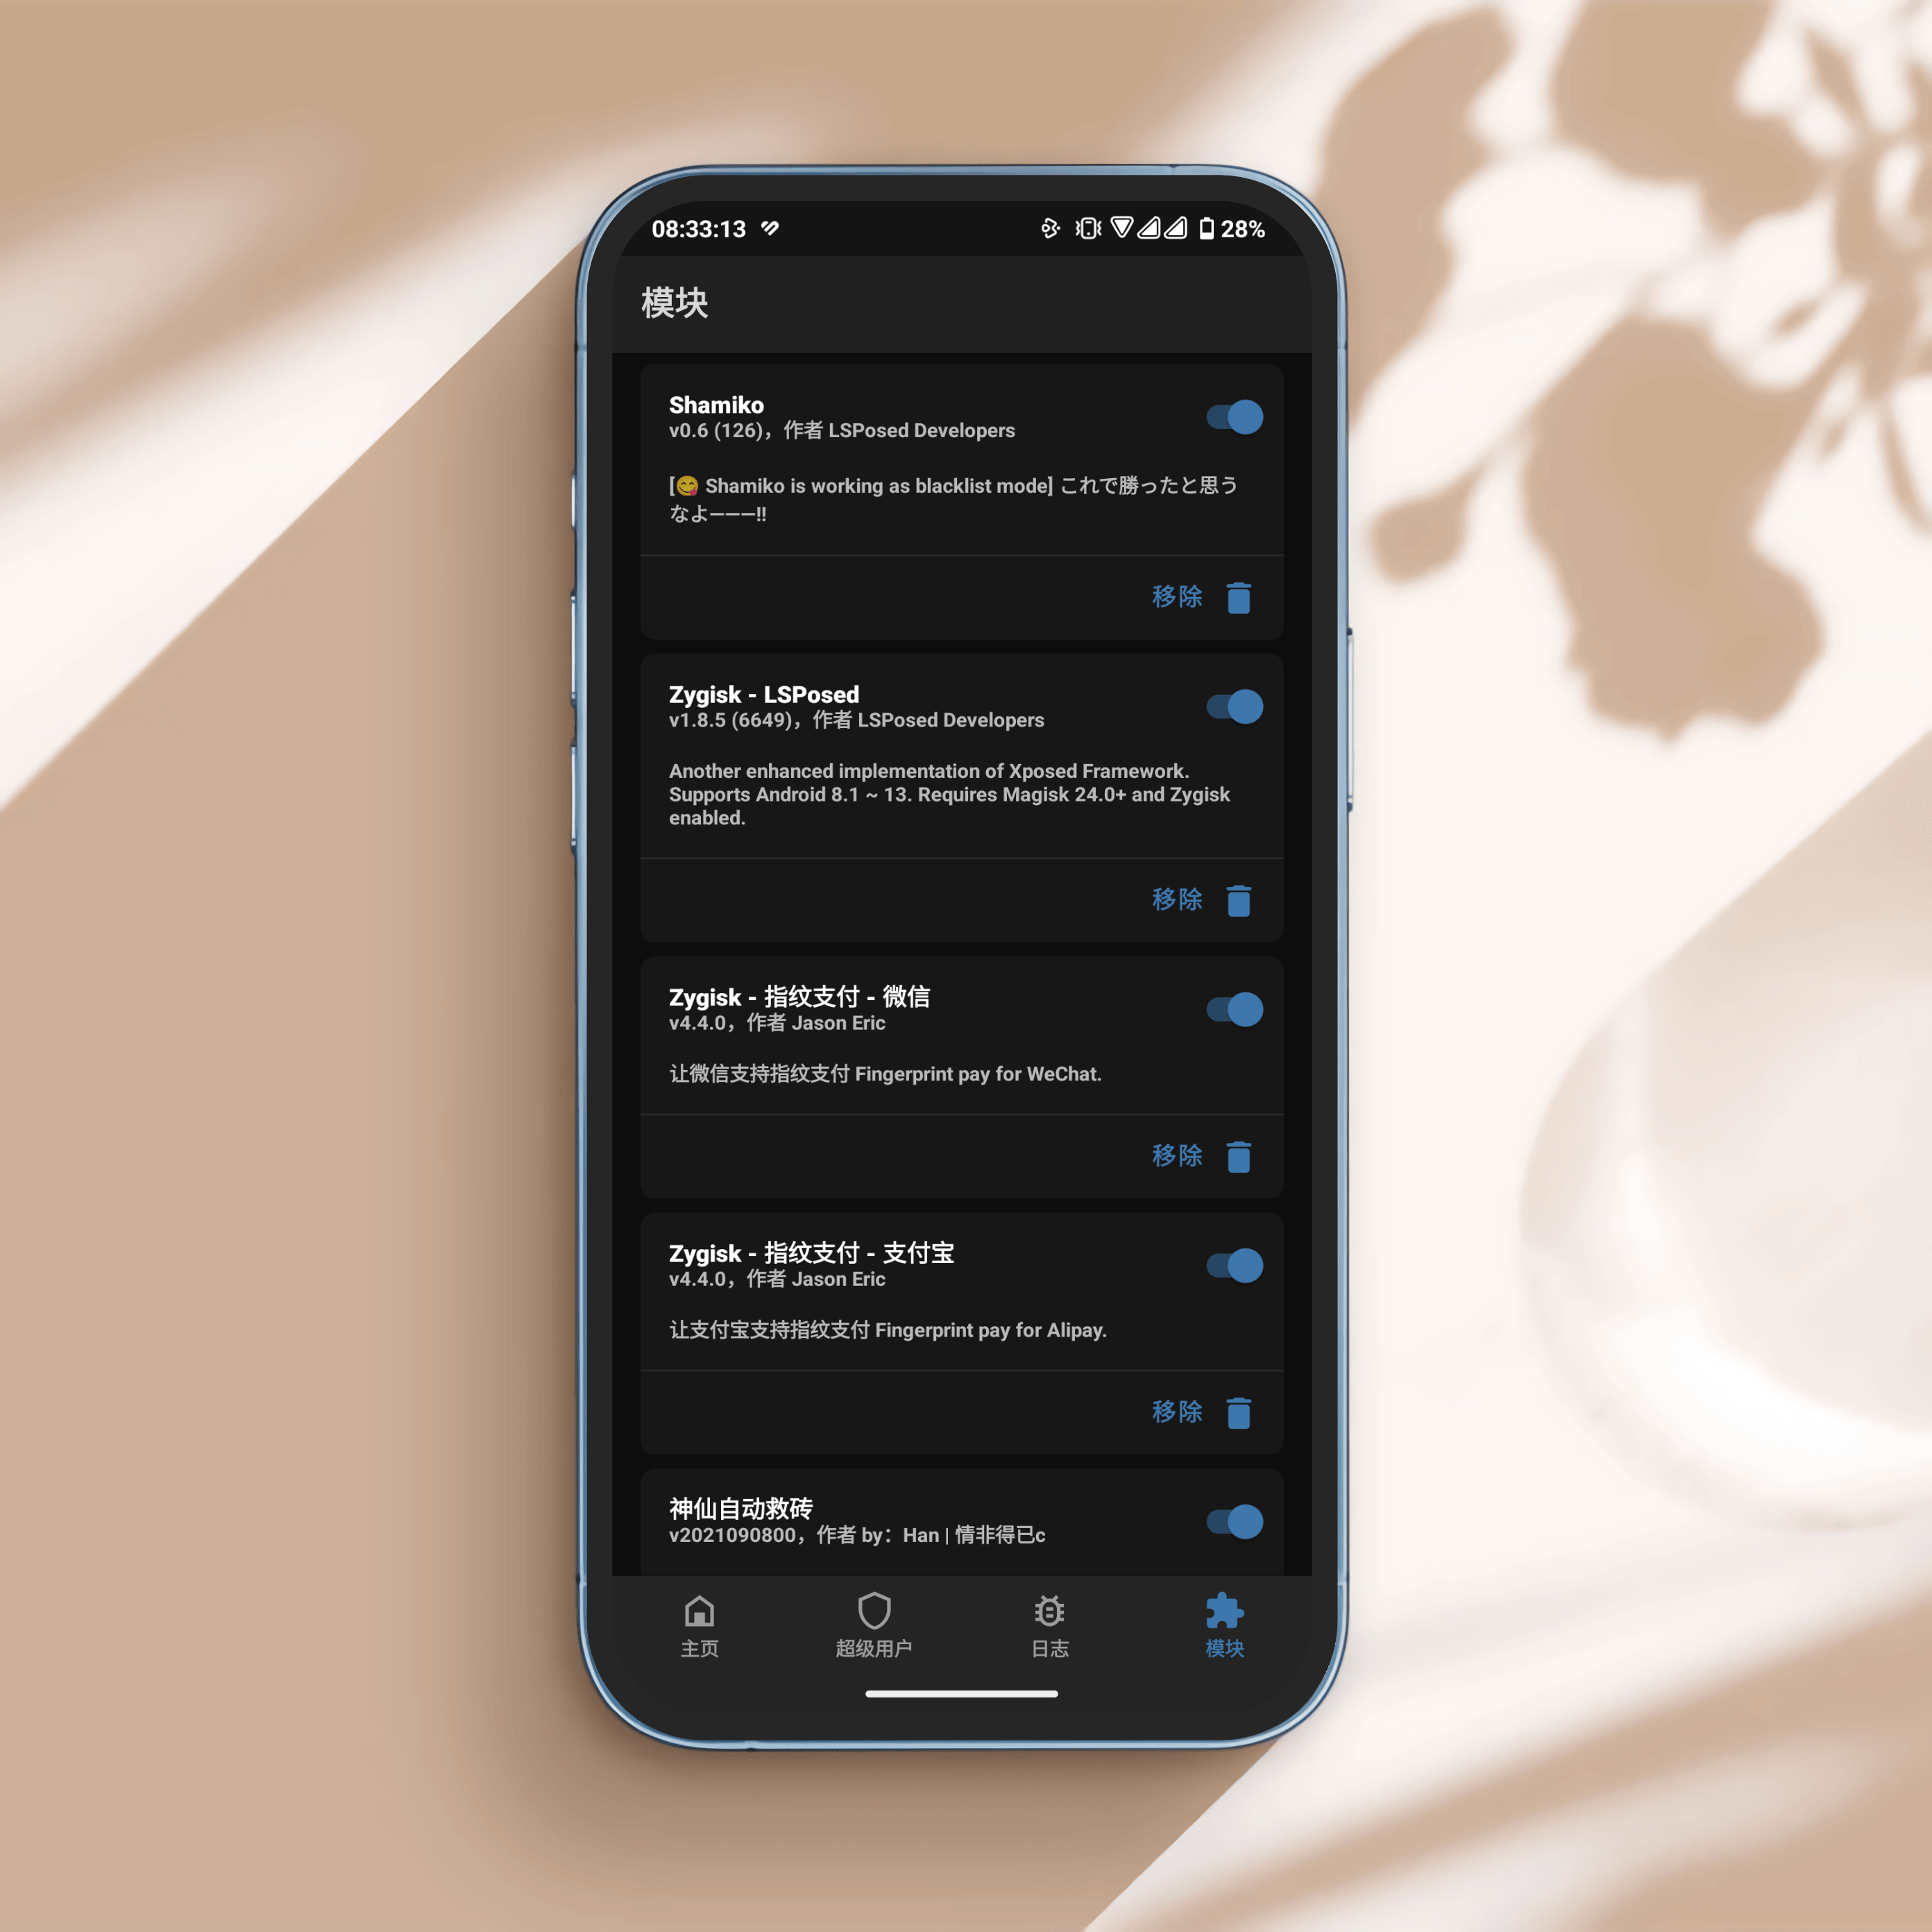 08:33:13
28%
模块
Shamiko
v0.6 (126)，作者 LSPosed Developers
[😋 Shamiko is working as blacklist mode] これで勝ったと思う
なよーーー!!
移除
Zygisk - LSPosed
v1.8.5 (6649)，作者 LSPosed Developers
Another enhanced implementation of Xposed Framework.
Supports Android 8.1 ~ 13. Requires Magisk 24.0+ and Zygisk
enabled.
移除
Zygisk - 指纹支付 - 微信
v4.4.0，作者 Jason Eric
让微信支持指纹支付 Fingerprint pay for WeChat.
移除
Zygisk - 指纹支付 - 支付宝
v4.4.0，作者 Jason Eric
让支付宝支持指纹支付 Fingerprint pay for Alipay.
移除
神仙自动救砖
v2021090800，作者 by：Han | 情非得已c
主页
超级用户
日志
模块